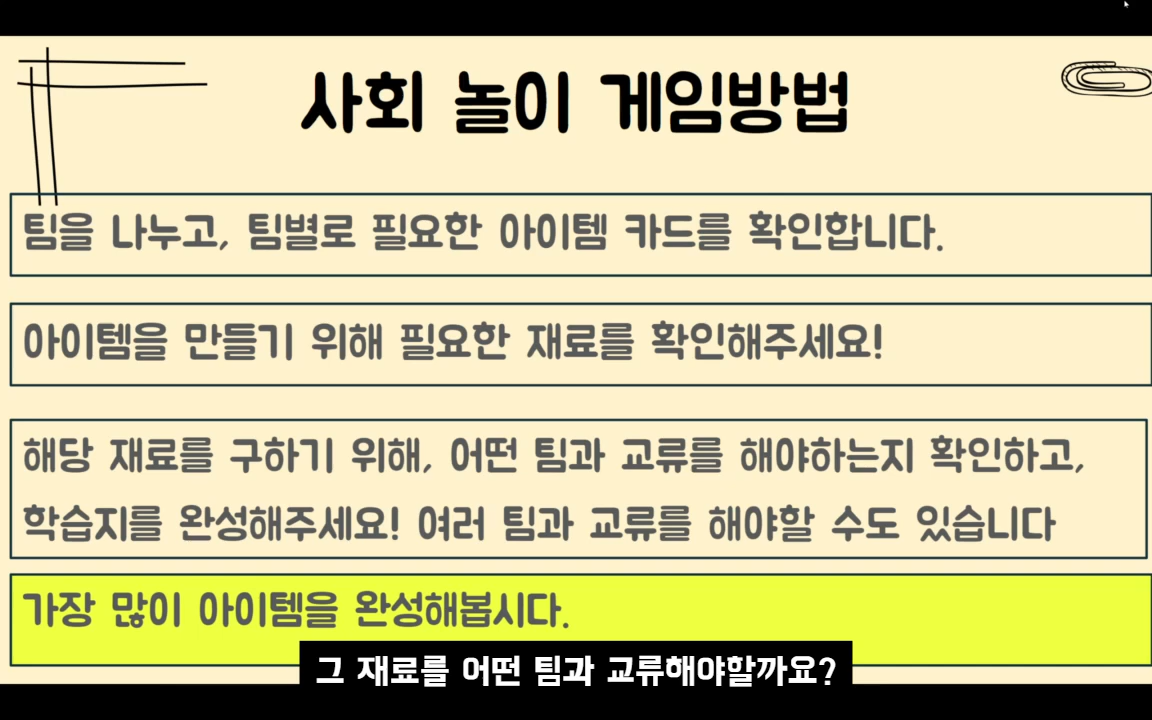 사회 놀이 게임방법
팀을 나누고, 팀별로 필요한 아이템 카드를 확인합니다.
아이템을 만들기 위해 필요한 재료를 확인해주세요!
해당 재료를 구하기 위해, 어떤 팀과 교류를 해야하는지 확인하고,
학습지를 완성해주세요! 여러 팀과 교류를 해야할 수도 있습니다
가장 많이 아이템을 완성해봅시다.
그 재료를 어떤 팀과 교류해야할까요?